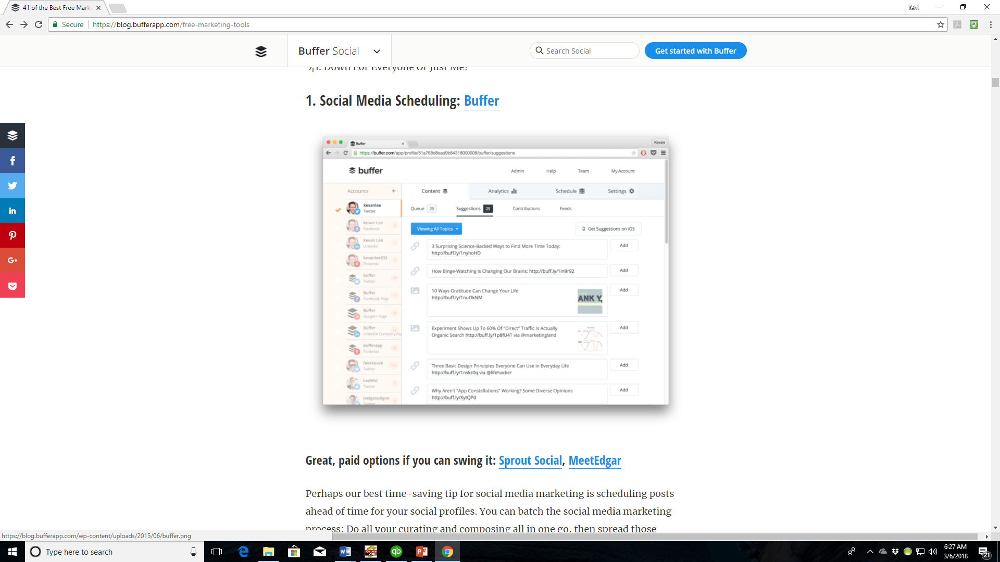 41 of the Best Free Mark
Terri
Secure https://blog.bufferapp.com/free-marketing-tools
Buffer Social
Search Social
Get started with Buffer
41. Down For Everyone Or Just Me?
1. Social Media Scheduling: Buffer
Buffer
Kevan
https://buffer.com/app/profile/51a768d8ead9b84318000008/buffer/suggestions
buffer
Admin Help Team My Account
Accounts +
Content Analytics Schedule Settings
kevanlee
Twitter
Queue 29 Suggestions 25 Contributions Feeds
Kevan Lee
Facebook
Viewing All Topics
Get Suggestions on iOS
Kevan Lee
LinkedIn
3 Surprising Science-Backed Ways to Find More Time Today:
http://buff.ly/1nyhoHD
Add
kevanlee932
Pinterest
How Binge-Watching Is Changing Our Brains: http://buff.ly/1in9r92
Add
buffer
Twitter
10 Ways Gratitude Can Change Your Life
http://buff.ly/1nuOkNM
ANK Y
Add
Buffer
Facebook Page
Buffer
Google+ Page
Experiment Shows Up To 60% Of "Direct" Traffic Is Actually
Organic Search http://buff.ly/1p8fU4T via @marketingland
Add
Buffer
LinkedIn Company Pag
bufferapp
Pinterest
Three Basic Design Principles Everyone Can Use in Everyday Life
http://buff.ly/1nskz0q via @lifehacker
Add
fakekevan
Twitter
LeoWid
Twitter
Why Aren't "App Constellations" Working? Some Diverse Opinions
http://buff.ly/XytQPd
Add
joelgascoigne
Twitter
Great, paid options if you can swing it: Sprout Social, MeetEdgar
Perhaps our best time-saving tip for social media marketing is scheduling posts
ahead of time for your social profiles. You can batch the social media marketing
process: Do all your curating and composing all in one go, then spread those
https://blog.bufferapp.com/wp-content/uploads/2015/06/buffer.png
Type here to search
6:27 AM
3/6/2018
21